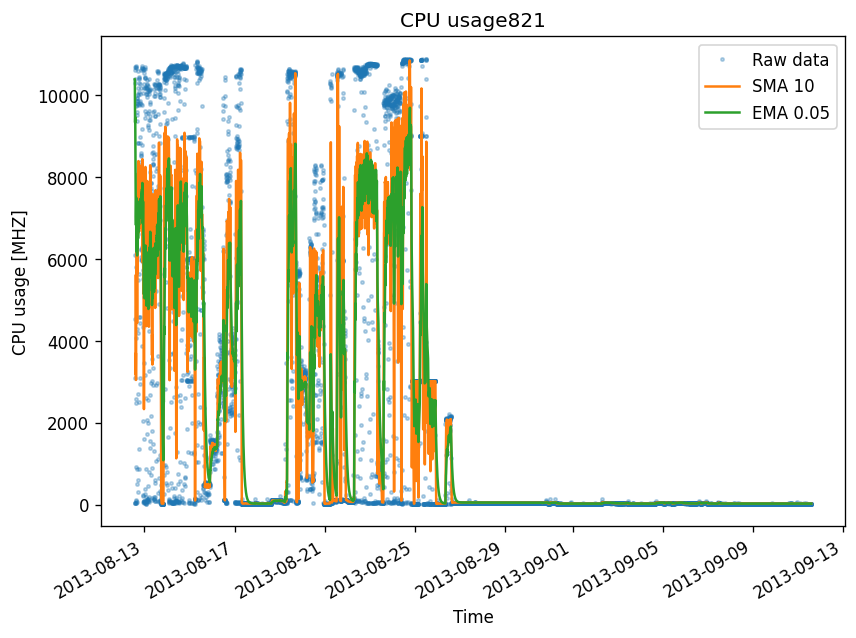 CPU usage821
Raw data
SMA 10
EMA 0.05
CPU usage [MHZ]
10000
8000
6000
4000
2000
0
2013-08-13
2013-08-17
2013-08-21
2013-08-25
2013-08-29
2013-09-01
2013-09-05
2013-09-09
2013-09-13
Time